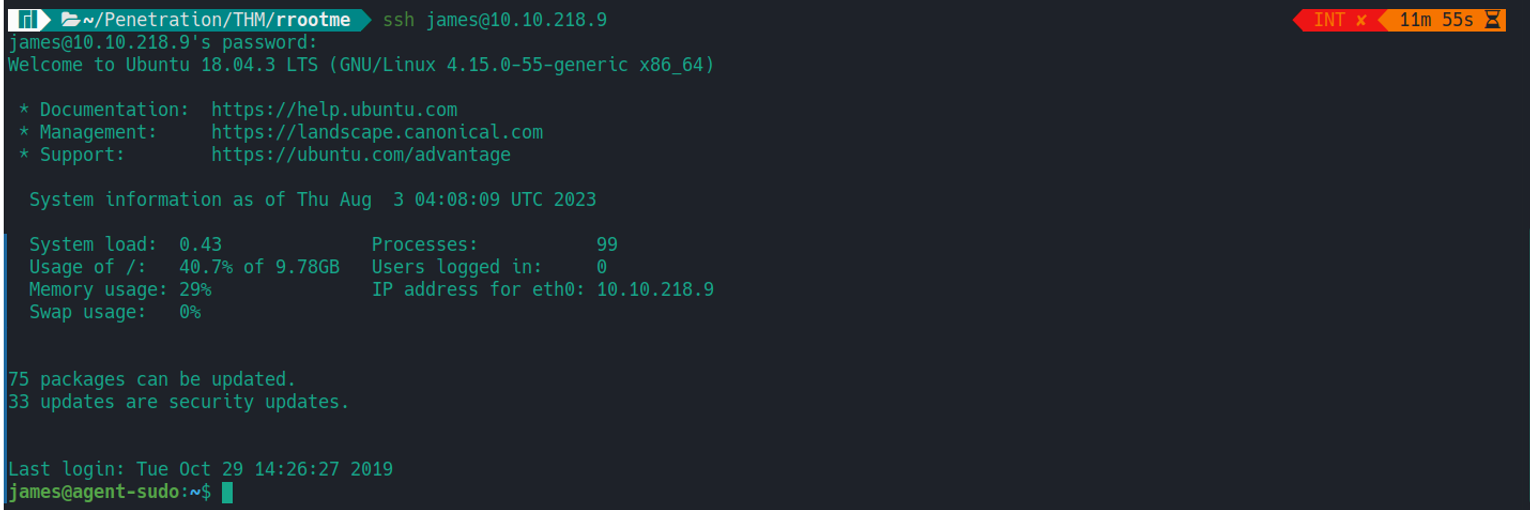 ~/Penetration/THM/rrootme ssh james@10.10.218.9 INT ✘ 11m 55s
james@10.10.218.9's password:
Welcome to Ubuntu 18.04.3 LTS (GNU/Linux 4.15.0-55-generic x86_64)
* Documentation: https://help.ubuntu.com
* Management: https://landscape.canonical.com
* Support: https://ubuntu.com/advantage
System information as of Thu Aug 3 04:08:09 UTC 2023
System load: 0.43 Processes: 99
Usage of /: 40.7% of 9.78GB Users logged in: 0
Memory usage: 29% IP address for eth0: 10.10.218.9
Swap usage: 0%
75 packages can be updated.
33 updates are security updates.
Last login: Tue Oct 29 14:26:27 2019
james@agent-sudo:~$